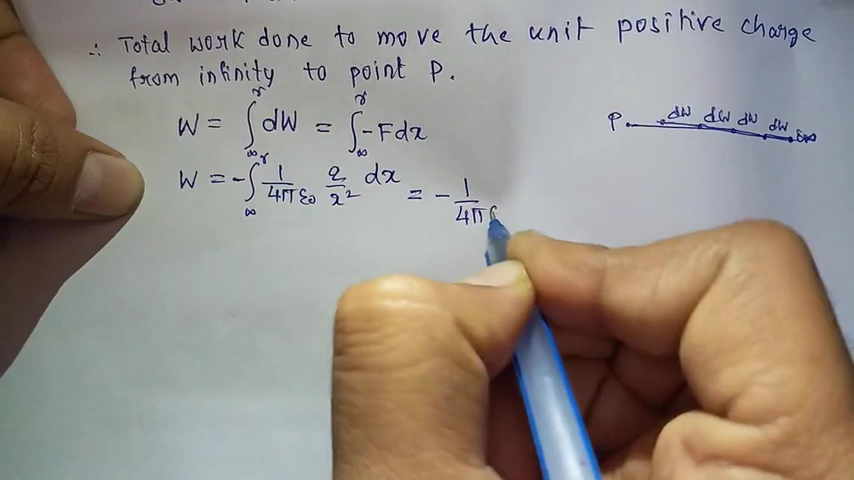 ∴ Total work done to move the unit positive charge
from infinity to point P.
W = ∫_∞^r dW = ∫_∞^r -Fdx
P dW dW dW dW
W = -∫_∞^r 1/4πε₀ q/x² dx = - 1/4π